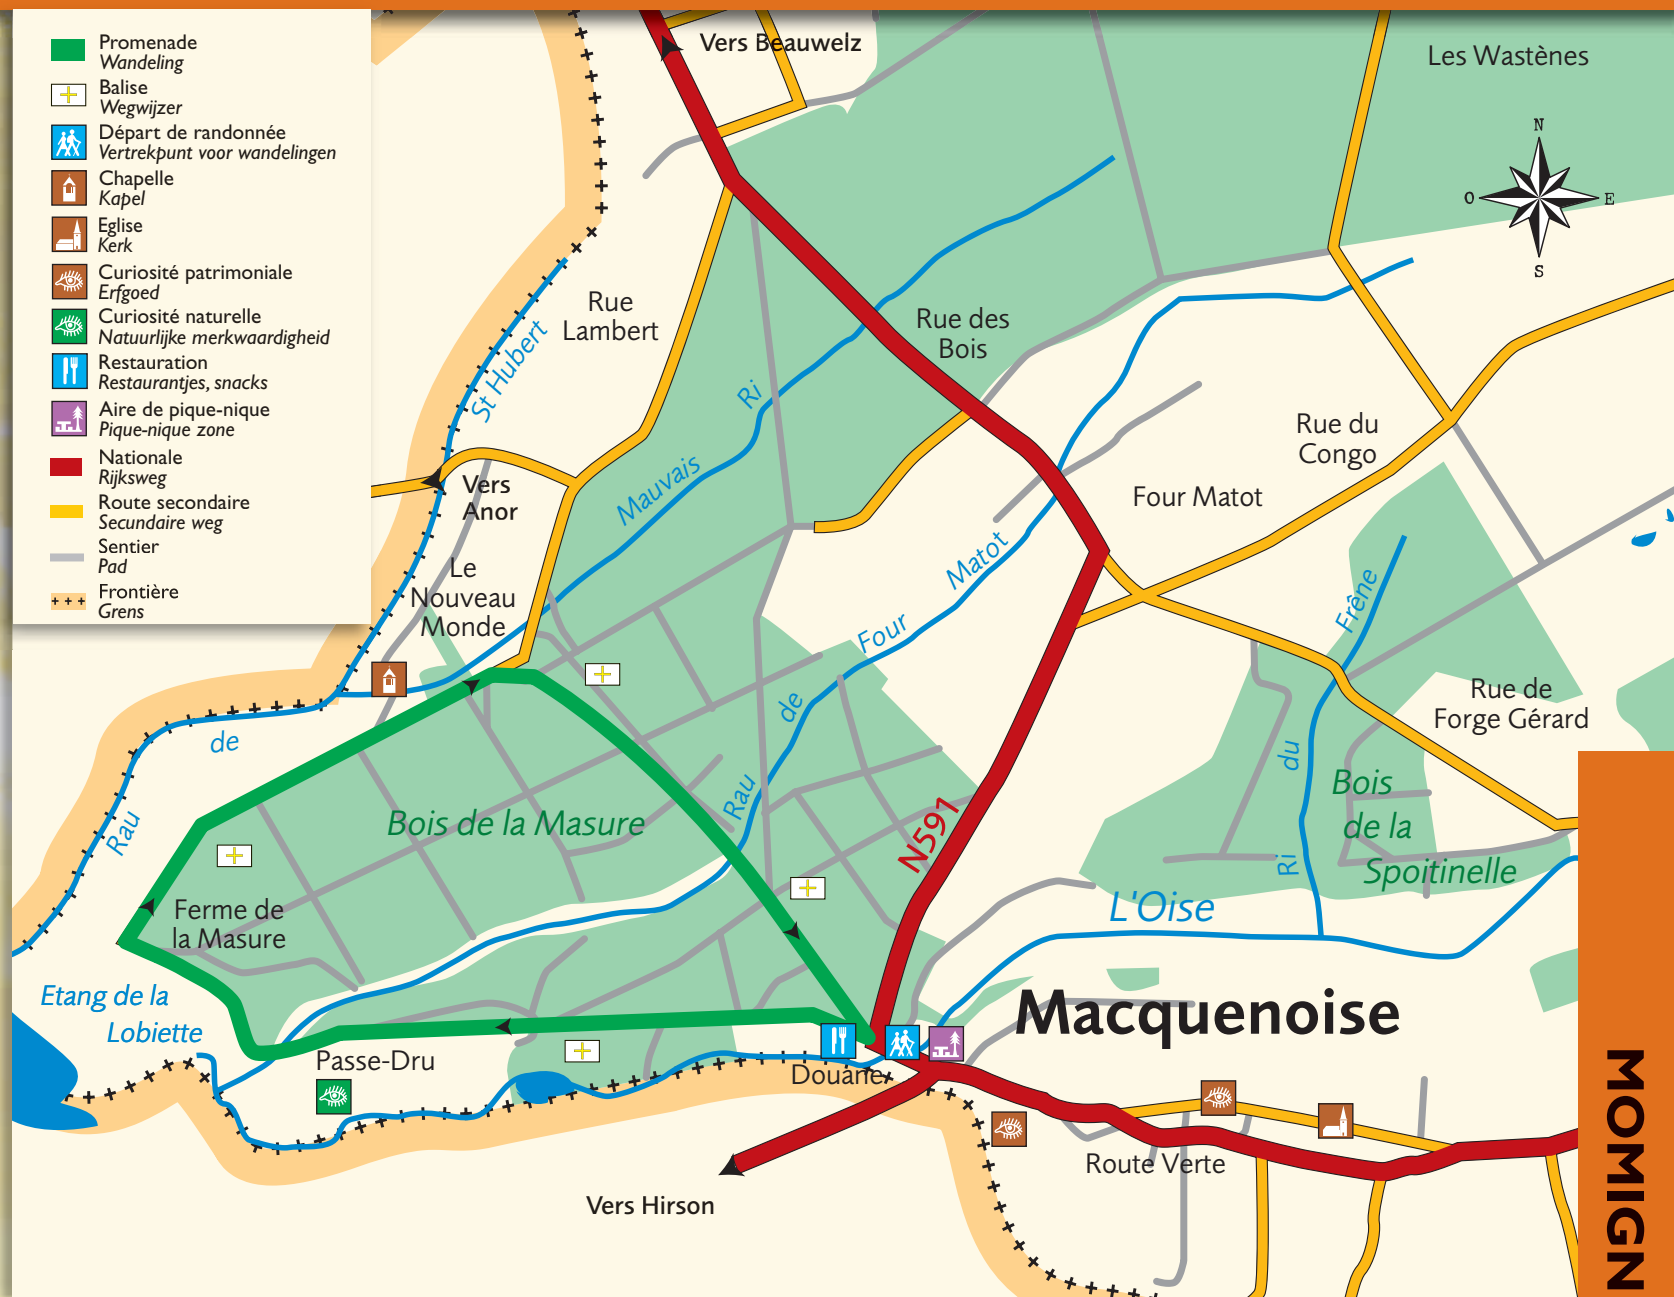 Promenade
Wandeling
Balise
Wegwijzer
Départ de randonnée
Vertrekpunt voor wandelingen
Chapelle
Kapel
Eglise
Kerk
Curiosité patrimoniale
Erfgoed
Curiosité naturelle
Natuurlijke merkwaardigheid
Restauration
Restaurantjes, snacks
Aire de pique-nique
Pique-nique zone
Nationale
Rijksweg
Route secondaire
Secundaire weg
Sentier
Pad
Frontière
Grens
Vers Beauwelz
Les Wastènes
N
O
E
S
Rue
Lambert
St Hubert
Rue des
Bois
Ri
Mauvais
Rue du
Congo
Four Matot
Vers
Anor
Le
Nouveau
Monde
Matot
Four
de
Rau
Frêne
du
Ri
Rue de
Forge Gérard
Bois
de la
Spoitinelle
de
Rau
Bois de la Masure
N591
L'Oise
Ferme de
la Masure
Etang de la
Lobiette
Macquenoise
Passe-Dru
Douane
Route Verte
Vers Hirson
MOMIGN